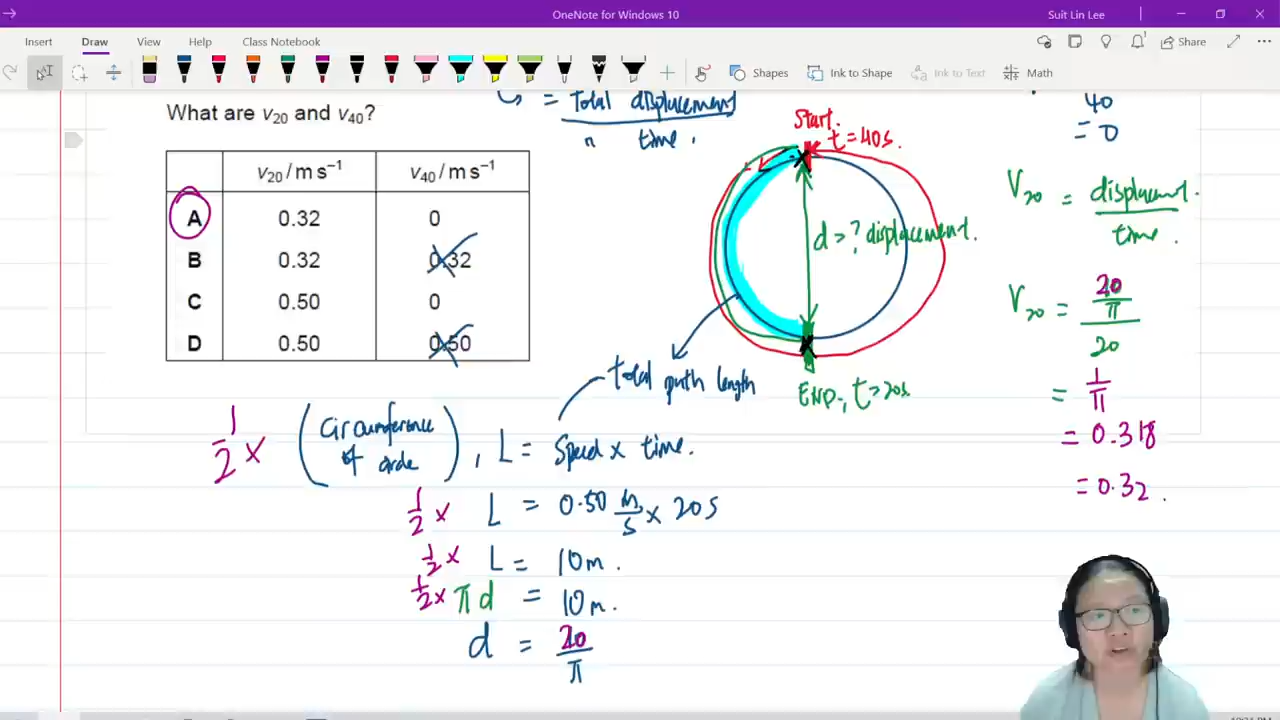 OneNote for Windows 10
Suit Lin Lee
Insert
Draw
View
Help
Class Notebook
Share
Shapes
Ink to Shape
Ink to Text
Math
What are v20 and v40?
v20 / m s−1 v40 / m s−1
A 0.32 0
B 0.32 0.32
C 0.50 0
D 0.50 0.50
= Total displacement
time.
Start.
t = 40s.
d = ? displacement.
END, t = 20s.
total path length
40
= 0
V20 = displacement.
time.
V20 = 20
π
20
= 1
π
= 0.318
= 0.32.
1/2 × (Circumference of circle), L = Speed × time.
1/2 × L = 0.50 m/s × 20s
1/2 × L = 10m.
1/2 × πd = 10m.
d = 20
π